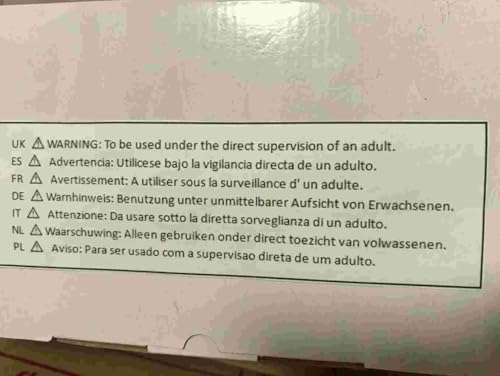 UK ⚠ WARNING: To be used under the direct supervision of an adult.
ES ⚠ Advertencia: Utilicese bajo la vigilancia directa de un adulto.
FR ⚠ Avertissement: A utiliser sous la surveillance d' un adulte.
DE ⚠ Warnhinweis: Benutzung unter unmittelbarer Aufsicht von Erwachsenen.
IT ⚠ Attenzione: Da usare sotto la diretta sorveglianza di un adulto.
NL ⚠ Waarschuwing: Alleen gebruiken onder direct toezicht van volwassenen.
PL ⚠ Aviso: Para ser usado com a supervisao direta de um adulto.